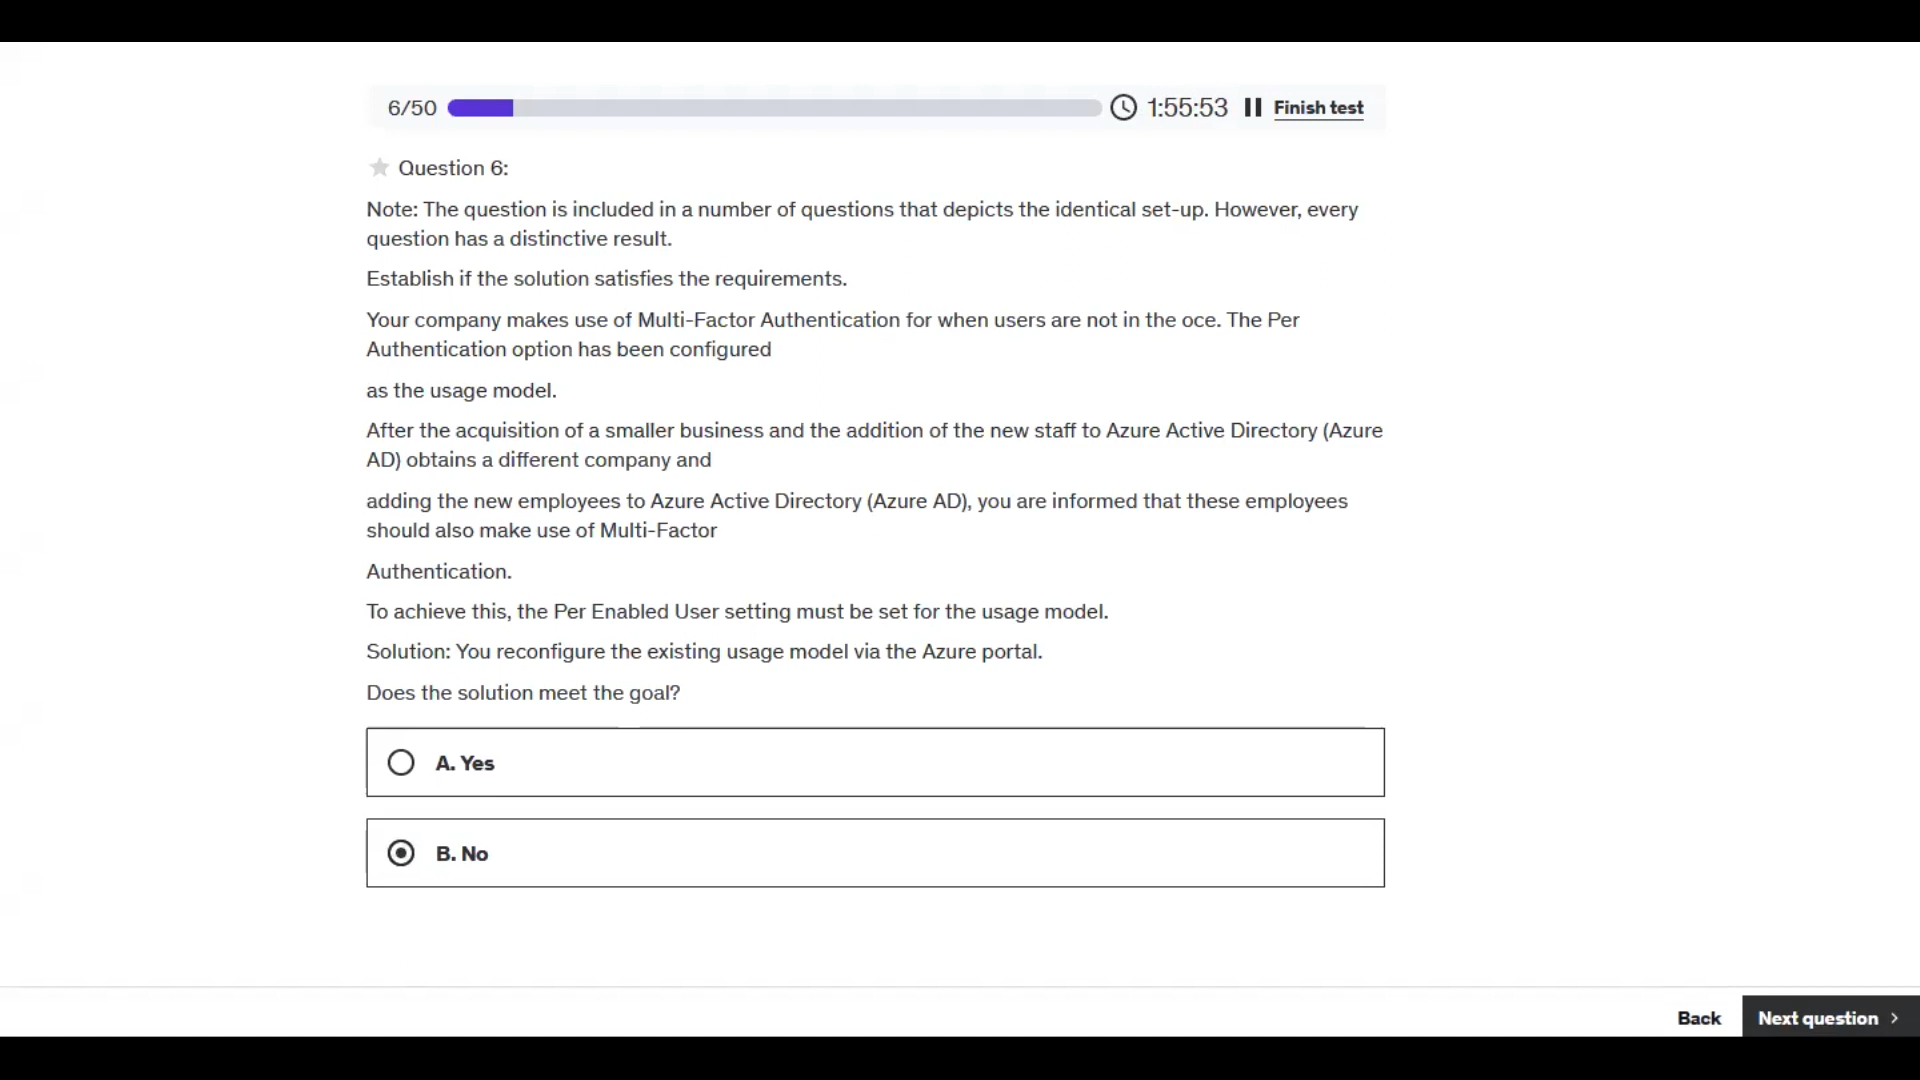 6/50 1:55:53 Finish test
Question 6:
Note: The question is included in a number of questions that depicts the identical set-up. However, every
question has a distinctive result.
Establish if the solution satisfies the requirements.
Your company makes use of Multi-Factor Authentication for when users are not in the oce. The Per
Authentication option has been configured
as the usage model.
After the acquisition of a smaller business and the addition of the new staff to Azure Active Directory (Azure
AD) obtains a different company and
adding the new employees to Azure Active Directory (Azure AD), you are informed that these employees
should also make use of Multi-Factor
Authentication.
To achieve this, the Per Enabled User setting must be set for the usage model.
Solution: You reconfigure the existing usage model via the Azure portal.
Does the solution meet the goal?
A. Yes
B. No
Back Next question